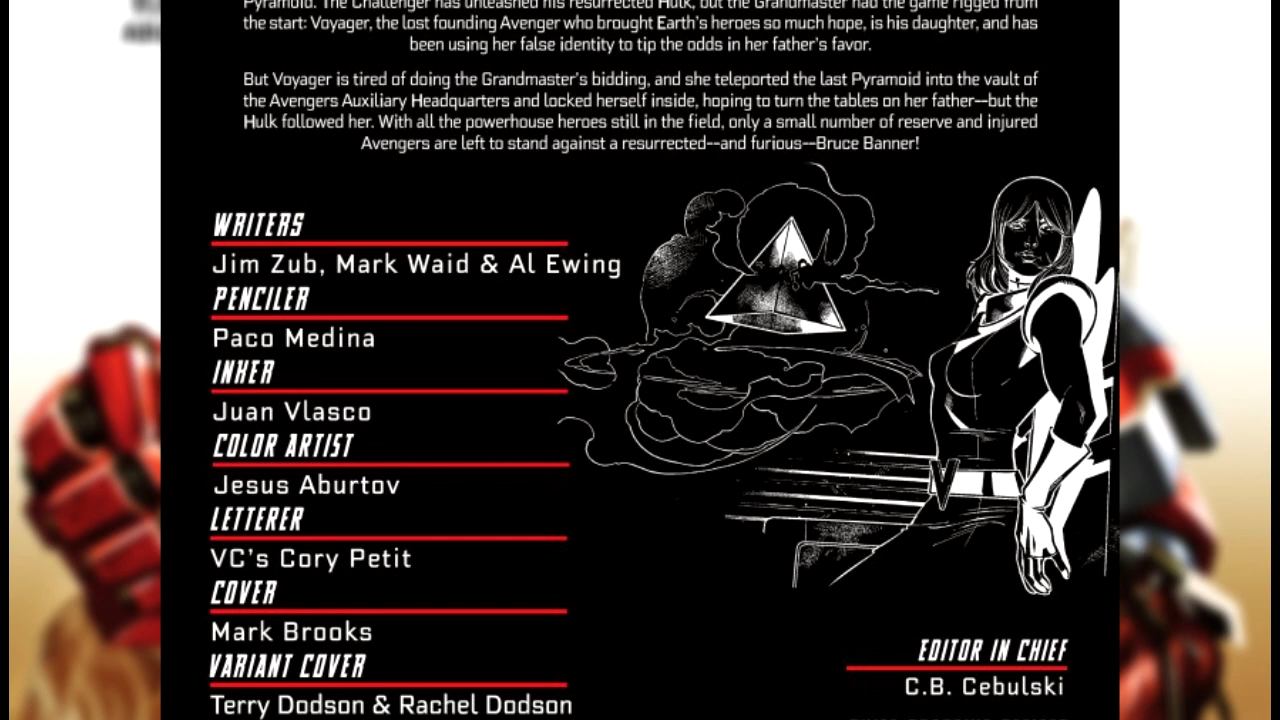 Pyramoid. The Challenger has unleashed his resurrected Hulk, but the Grandmaster had the game rigged from
the start: Voyager, the lost founding Avenger who brought Earth's heroes so much hope, is his daughter, and has
been using her false identity to tip the odds in her father's favor.
But Voyager is tired of doing the Grandmaster's bidding, and she teleported the last Pyramoid into the vault of
the Avengers Auxiliary Headquarters and locked herself inside, hoping to turn the tables on her father--but the
Hulk followed her. With all the powerhouse heroes still in the field, only a small number of reserve and injured
Avengers are left to stand against a resurrected--and furious--Bruce Banner!
WRITERS
Jim Zub, Mark Waid & Al Ewing
PENCILER
Paco Medina
INKER
Juan Vlasco
COLOR ARTIST
Jesus Aburtov
LETTERER
VC's Cory Petit
COVER
Mark Brooks
VARIANT COVER
Terry Dodson & Rachel Dodson
EDITOR IN CHIEF
C.B. Cebulski